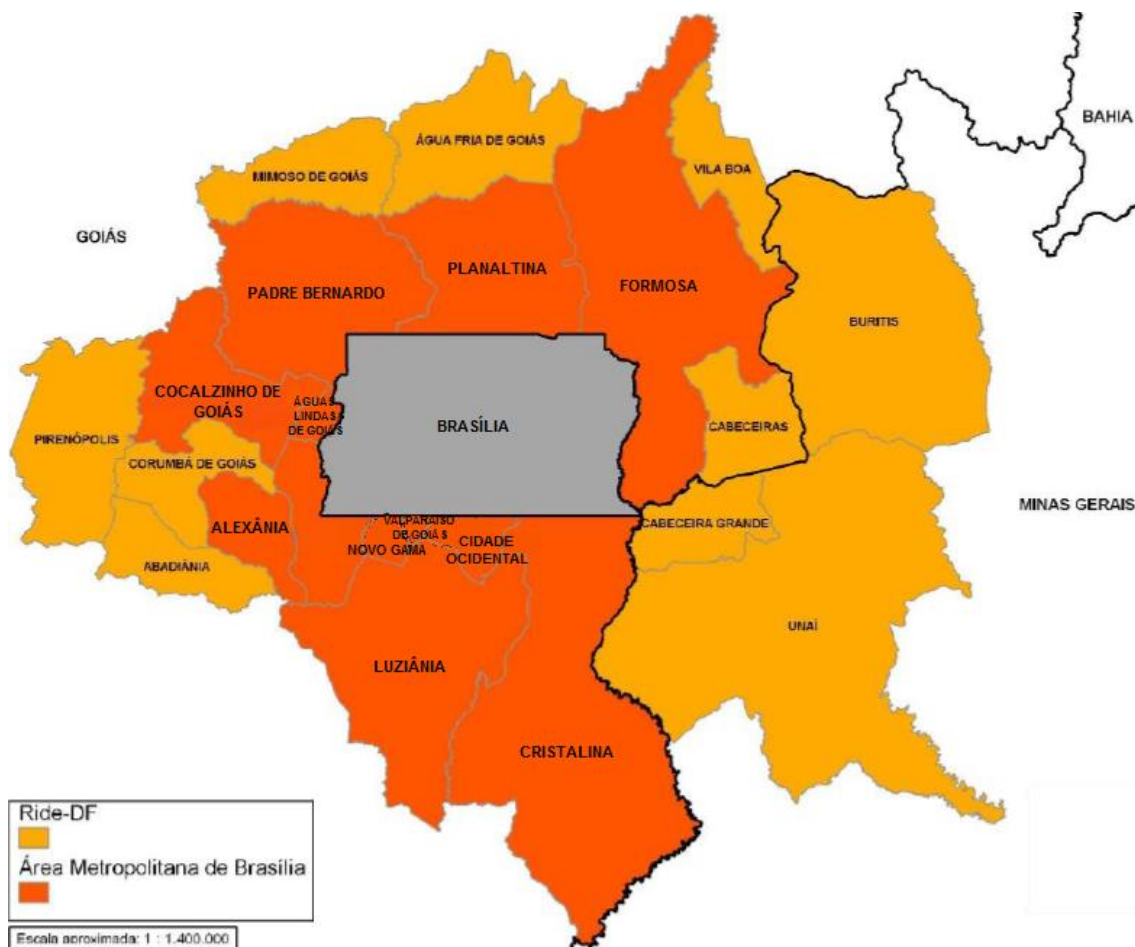 BAHIA
ÁGUA FRIA DE GOIÁS
VILA BOA
MIMOSO DE GOIÁS
GOIÁS
PLANALTINA
FORMOSA
PADRE BERNARDO
BURITIS
COCALZINHO DE
GOIÁS
ÁGUAS
LINDAS
DE GOIÁS
BRASÍLIA
CABECEIRAS
PIRENÓPOLIS
CORUMBÁ DE GOIÁS
MINAS GERAIS
ALEXÂNIA
VALPARAÍSO
DE GOIÁS
CABECEIRA GRANDE
NOVO GAMA
CIDADE
OCIDENTAL
ABADIÂNIA
UNAÍ
LUZIÂNIA
CRISTALINA
Ride-DF
Área Metropolitana de Brasília
Escala aproximada: 1 : 1.400.000